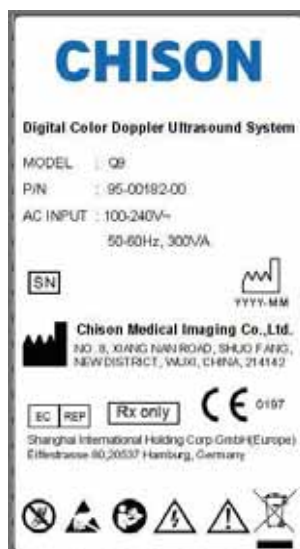 CHISON
Digital Color Doppler Ultrasound System
MODEL : Q9
P/N : 95-00182-00
AC INPUT : 100-240V~
50-60Hz, 300VA
SN
YYYY-MM
Chison Medical Imaging Co.,Ltd.
NO. 8, XIANG NAN ROAD, SHUO FANG,
NEW DISTRICT, WUXI, CHINA, 214142
EC REP Rx only CE 0197
Shanghai International Holding Corp.GmbH(Europe)
Eiffestrasse 80,20537 Hamburg, Germany